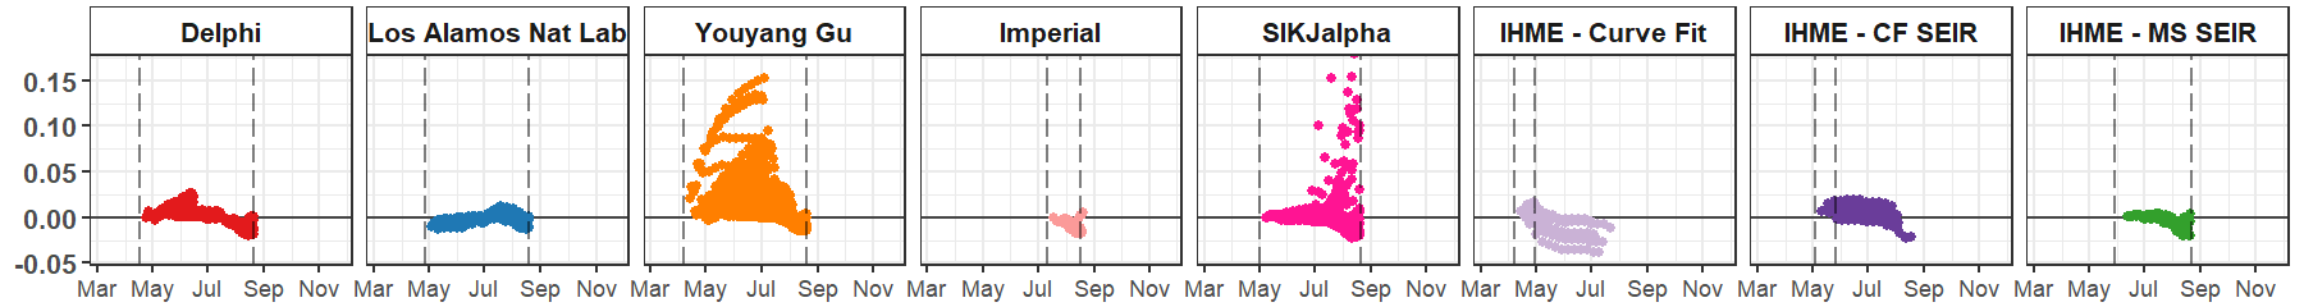 Delphi
Los Alamos Nat Lab
Youyang Gu
Imperial
SIKJalpha
IHME - Curve Fit
IHME - CF SEIR
IHME - MS SEIR
0.15
0.10
0.05
0.00
-0.05
Mar May Jul Sep Nov
Mar May Jul Sep Nov
Mar May Jul Sep Nov
Mar May Jul Sep Nov
Mar May Jul Sep Nov
Mar May Jul Sep Nov
Mar May Jul Sep Nov
Mar May Jul Sep Nov